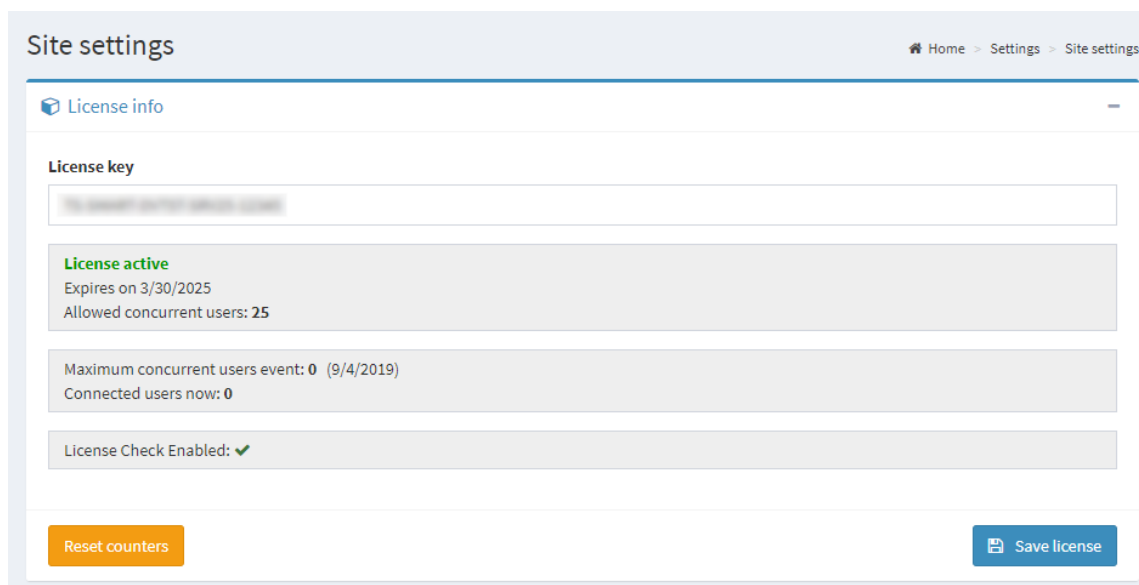 Site settings
Home > Settings > Site settings
License info
License key
License active
Expires on 3/30/2025
Allowed concurrent users: 25
Maximum concurrent users event: 0 (9/4/2019)
Connected users now: 0
License Check Enabled:
Reset counters
Save license